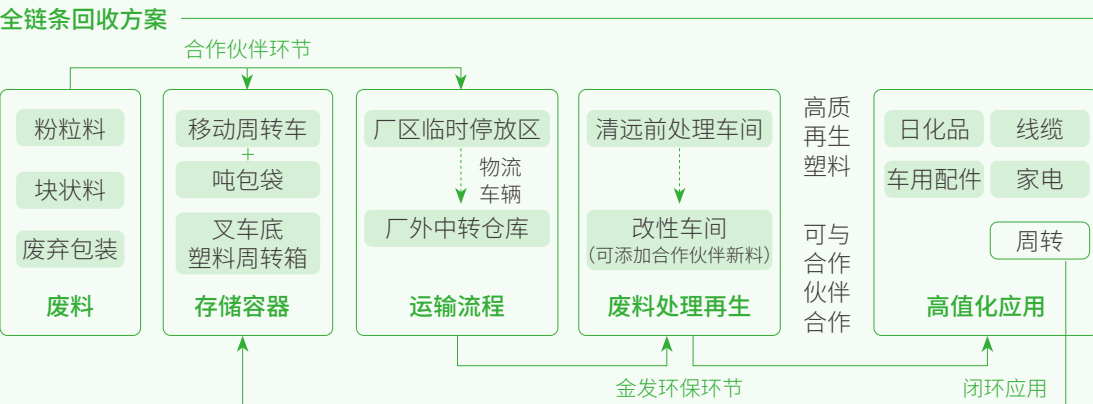 全链条回收方案
合作伙伴环节
粉粒料
块状料
废弃包装
废料
移动周转车
+
吨包袋
叉车底
塑料周转箱
存储容器
厂区临时停放区
物流
车辆
厂外中转仓库
运输流程
清远前处理车间
改性车间
(可添加合作伙伴新料)
废料处理再生
高质
再生
塑料
可与
合作
伙伴
合作
日化品
线缆
车用配件
家电
周转
高值化应用
金发环保环节
闭环应用